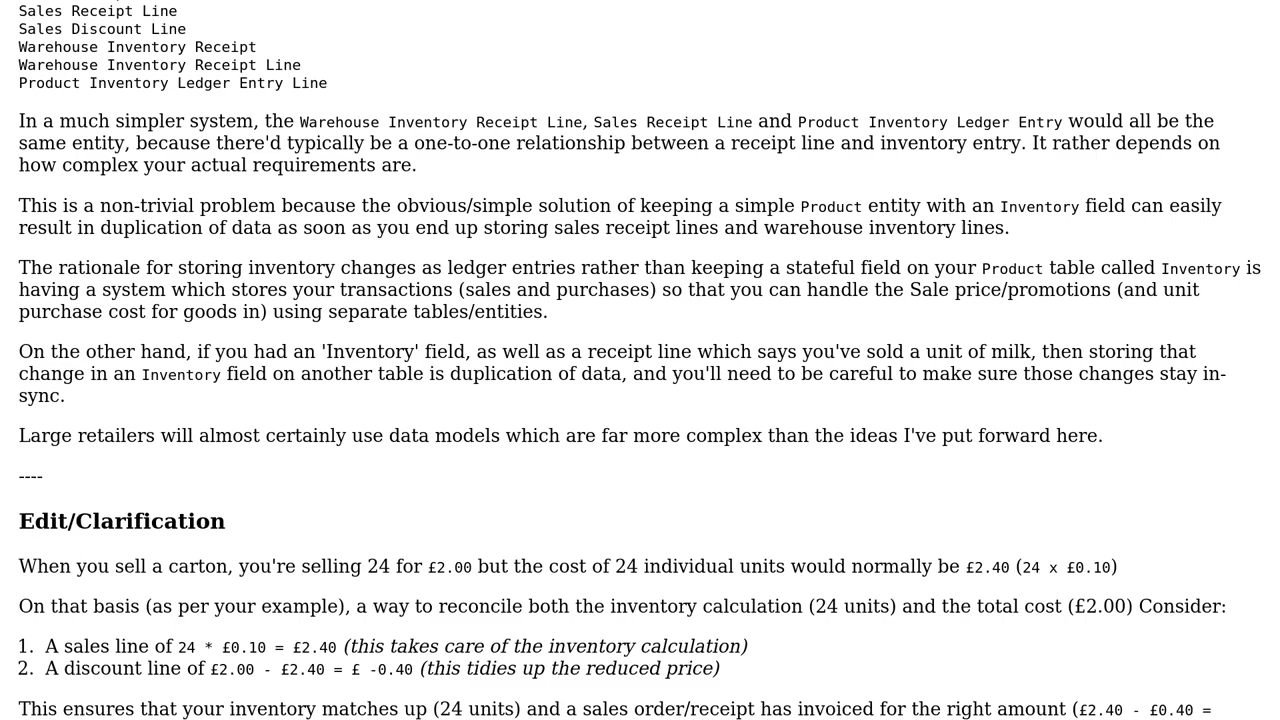 Sales Receipt Line
Sales Discount Line
Warehouse Inventory Receipt
Warehouse Inventory Receipt Line
Product Inventory Ledger Entry Line
In a much simpler system, the Warehouse Inventory Receipt Line, Sales Receipt Line and Product Inventory Ledger Entry would all be the
same entity, because there'd typically be a one-to-one relationship between a receipt line and inventory entry. It rather depends on
how complex your actual requirements are.
This is a non-trivial problem because the obvious/simple solution of keeping a simple Product entity with an Inventory field can easily
result in duplication of data as soon as you end up storing sales receipt lines and warehouse inventory lines.
The rationale for storing inventory changes as ledger entries rather than keeping a stateful field on your Product table called Inventory is
having a system which stores your transactions (sales and purchases) so that you can handle the Sale price/promotions (and unit
purchase cost for goods in) using separate tables/entities.
On the other hand, if you had an 'Inventory' field, as well as a receipt line which says you've sold a unit of milk, then storing that
change in an Inventory field on another table is duplication of data, and you'll need to be careful to make sure those changes stay in-
sync.
Large retailers will almost certainly use data models which are far more complex than the ideas I've put forward here.
----
Edit/Clarification
When you sell a carton, you're selling 24 for £2.00 but the cost of 24 individual units would normally be £2.40 (24 x £0.10)
On that basis (as per your example), a way to reconcile both the inventory calculation (24 units) and the total cost (£2.00) Consider:
1. A sales line of 24 * £0.10 = £2.40 (this takes care of the inventory calculation)
2. A discount line of £2.00 - £2.40 = £ -0.40 (this tidies up the reduced price)
This ensures that your inventory matches up (24 units) and a sales order/receipt has invoiced for the right amount (£2.40 - £0.40 =